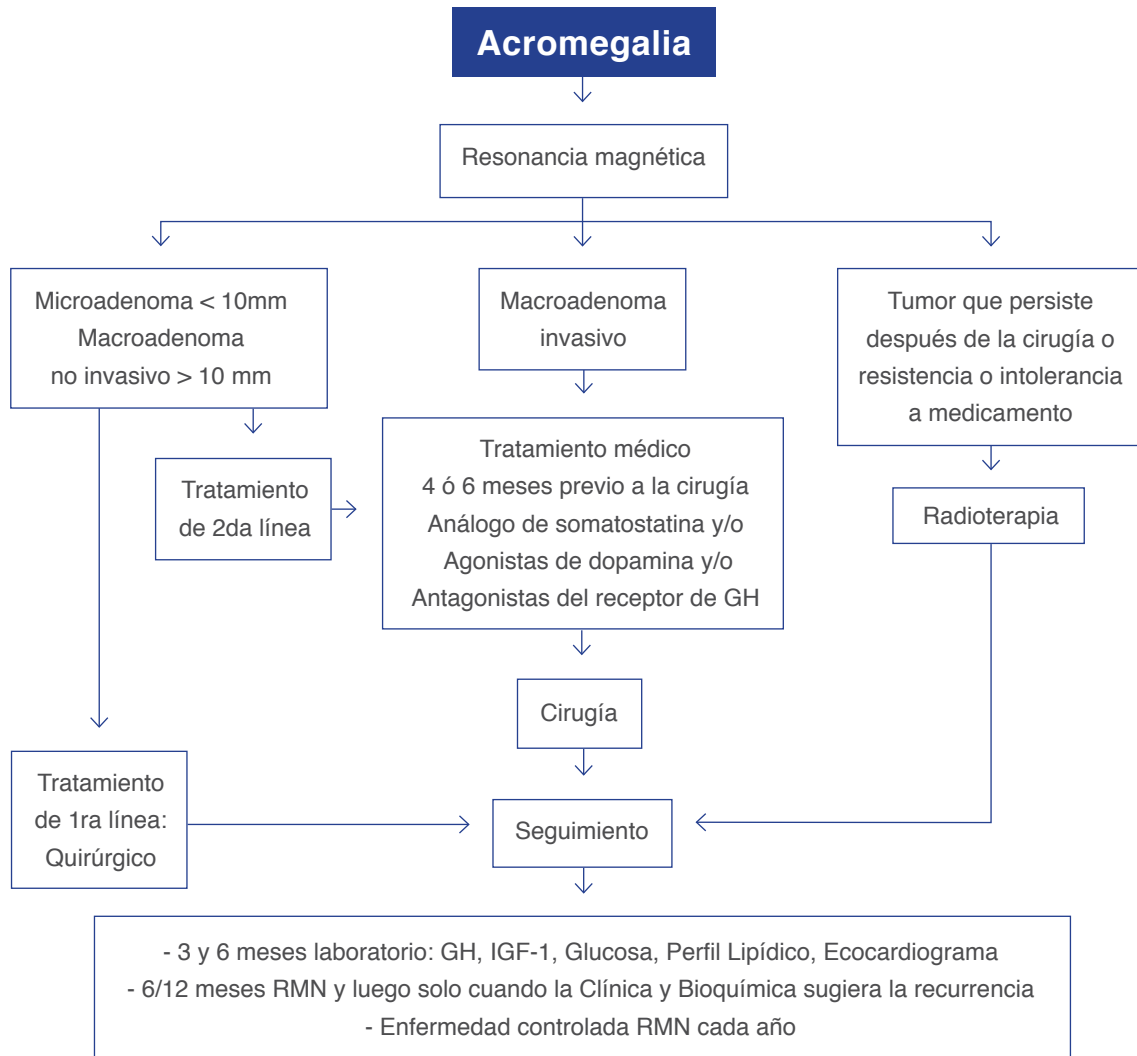 Acromegalia
Resonancia magnética
Microadenoma < 10mm
Macroadenoma
no invasivo > 10 mm
Macroadenoma
invasivo
Tumor que persiste
después de la cirugía o
resistencia o intolerancia
a medicamento
Tratamiento
de 2da línea
Tratamiento médico
4 ó 6 meses previo a la cirugía
Análogo de somatostatina y/o
Agonistas de dopamina y/o
Antagonistas del receptor de GH
Radioterapia
Cirugía
Tratamiento
de 1ra línea:
Quirúrgico
Seguimiento
- 3 y 6 meses laboratorio: GH, IGF-1, Glucosa, Perfil Lipídico, Ecocardiograma
- 6/12 meses RMN y luego solo cuando la Clínica y Bioquímica sugiera la recurrencia
- Enfermedad controlada RMN cada año